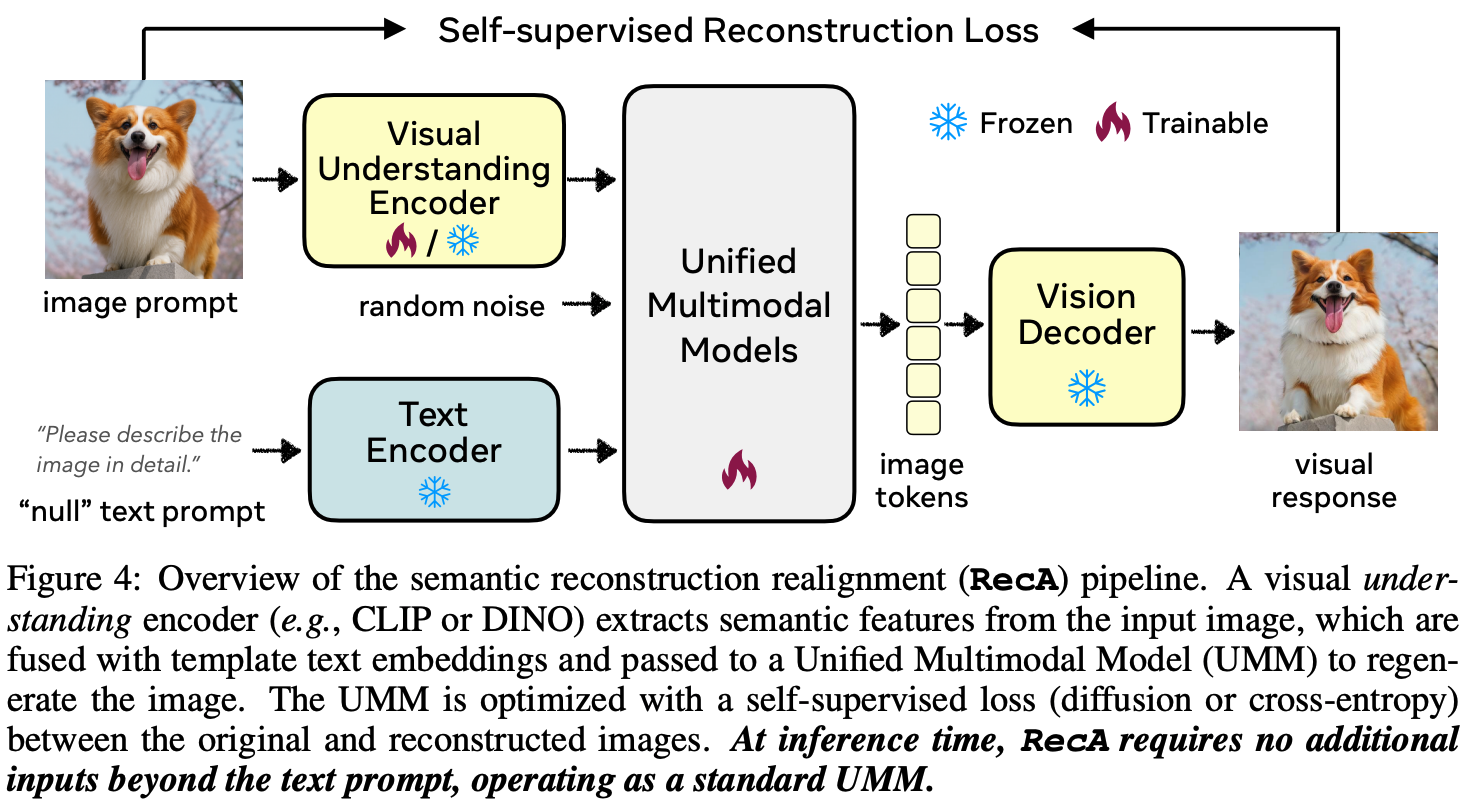 Self-supervised Reconstruction Loss
Visual
Understanding
Encoder
/
Frozen
Trainable
image prompt
random noise
Unified
Multimodal
Models
Vision
Decoder
“Please describe the
image in detail.”
Text
Encoder
“null” text prompt
image
tokens
visual
response
Figure 4: Overview of the semantic reconstruction realignment (RecA) pipeline. A visual under-
standing encoder (e.g., CLIP or DINO) extracts semantic features from the input image, which are
fused with template text embeddings and passed to a Unified Multimodal Model (UMM) to regen-
erate the image. The UMM is optimized with a self-supervised loss (diffusion or cross-entropy)
between the original and reconstructed images. At inference time, RecA requires no additional
inputs beyond the text prompt, operating as a standard UMM.